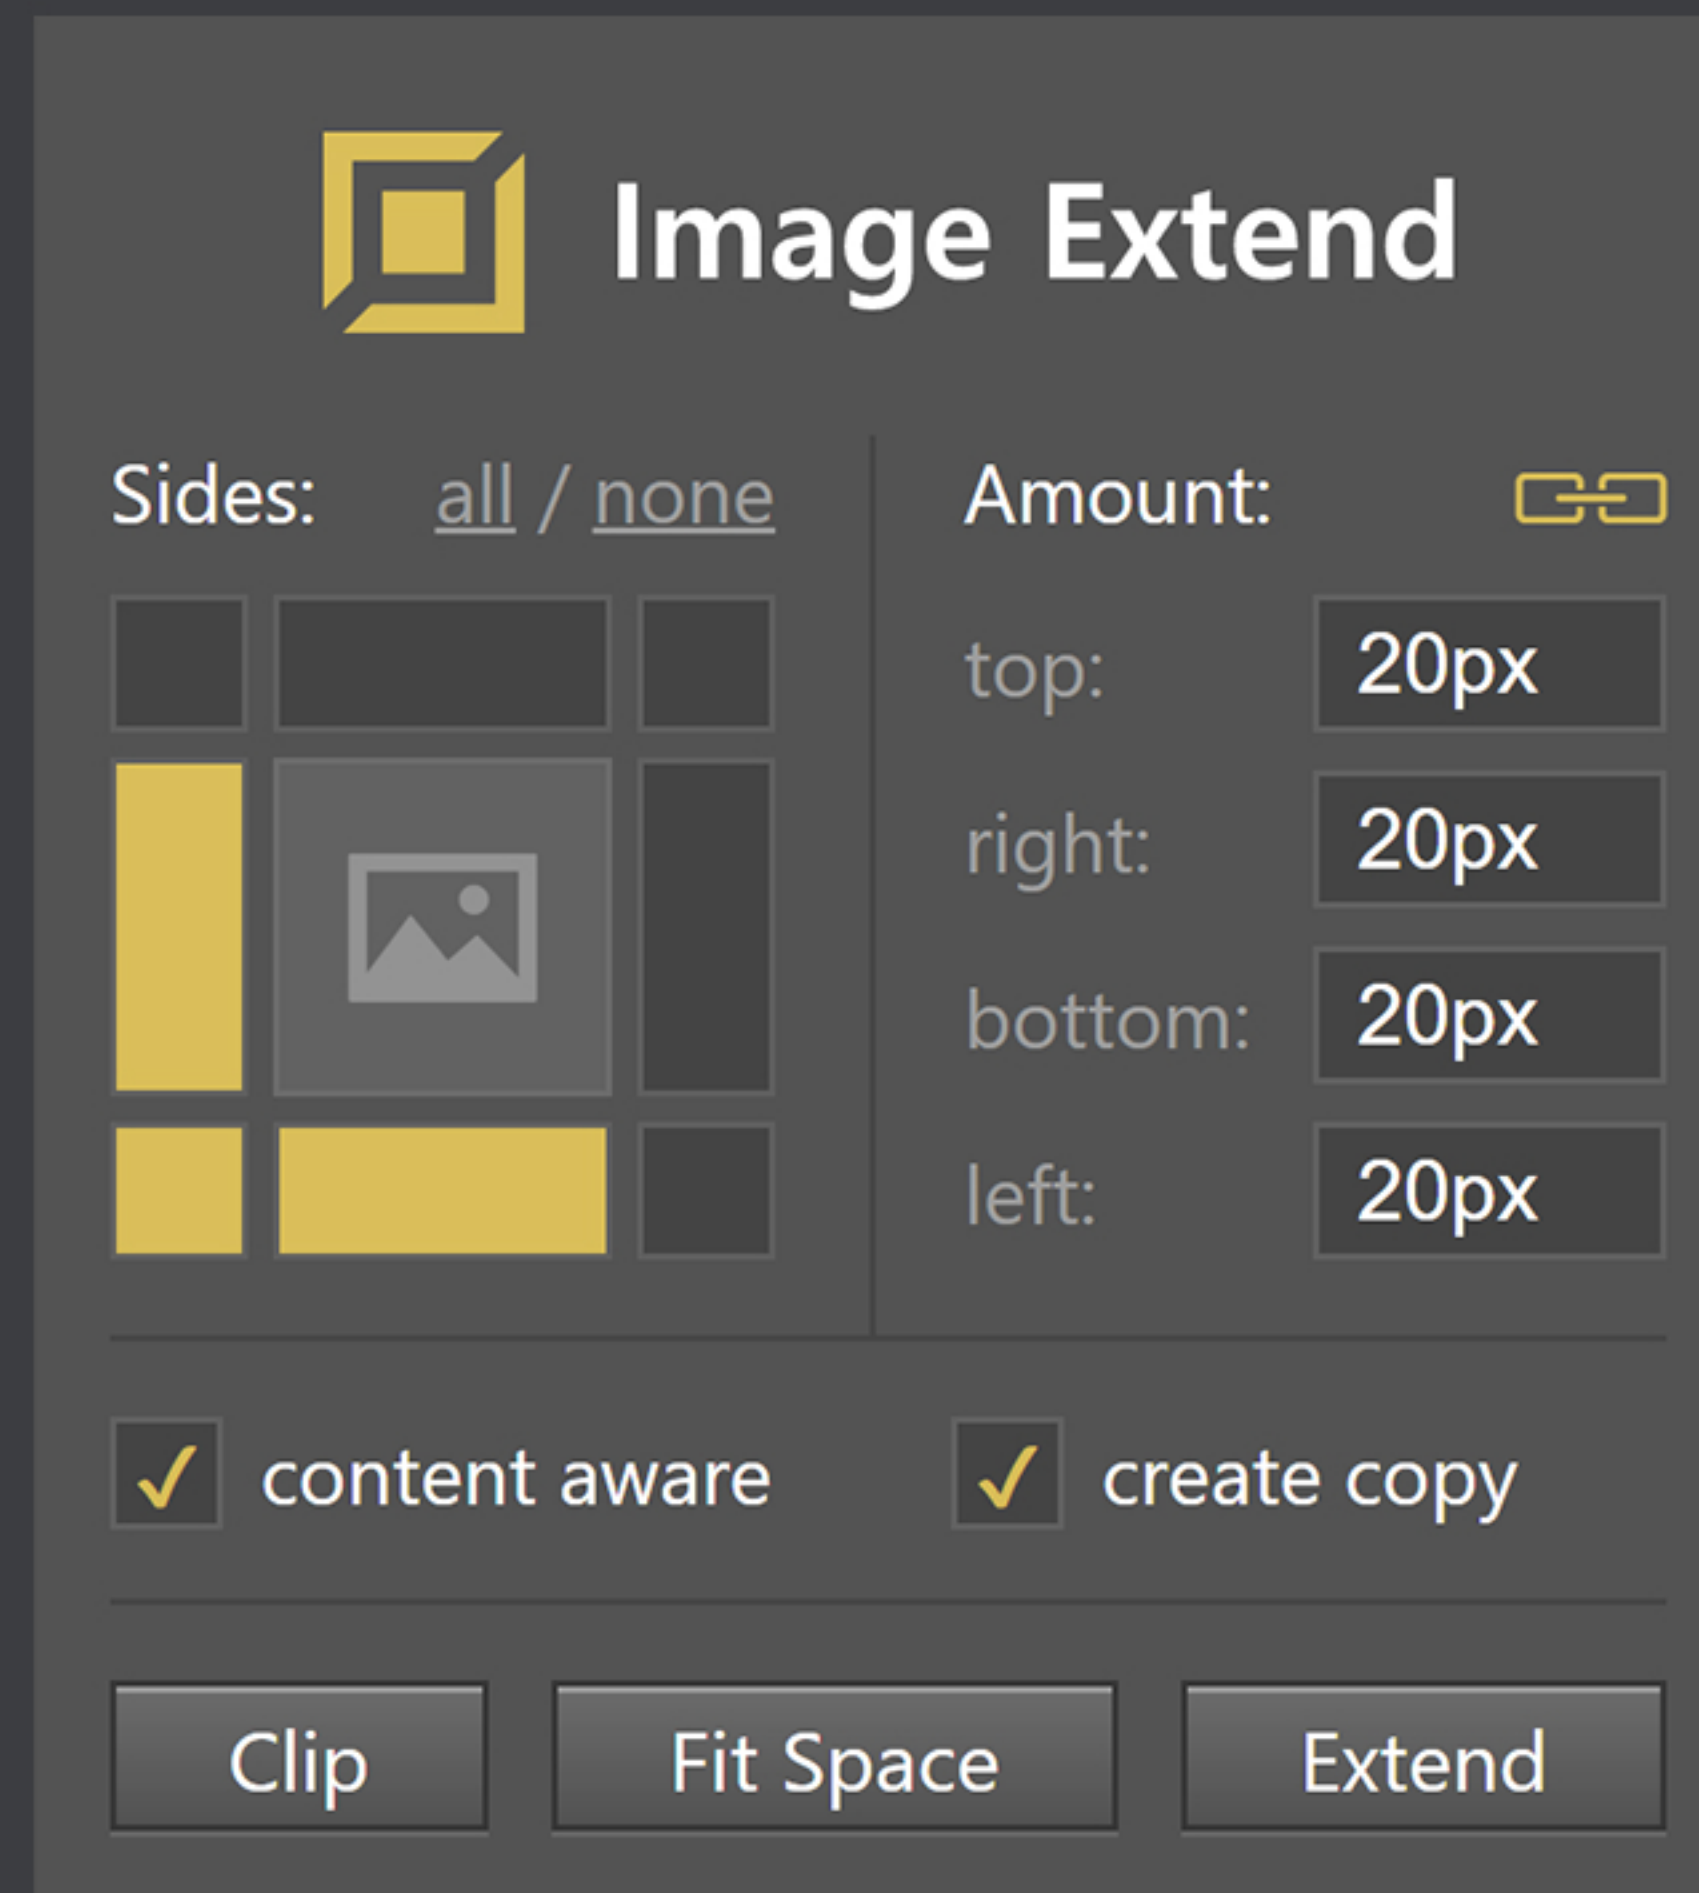 Image Extend
Sides: all / none
Amount:
top: 20px
right: 20px
bottom: 20px
left: 20px
content aware
create copy
Clip
Fit Space
Extend